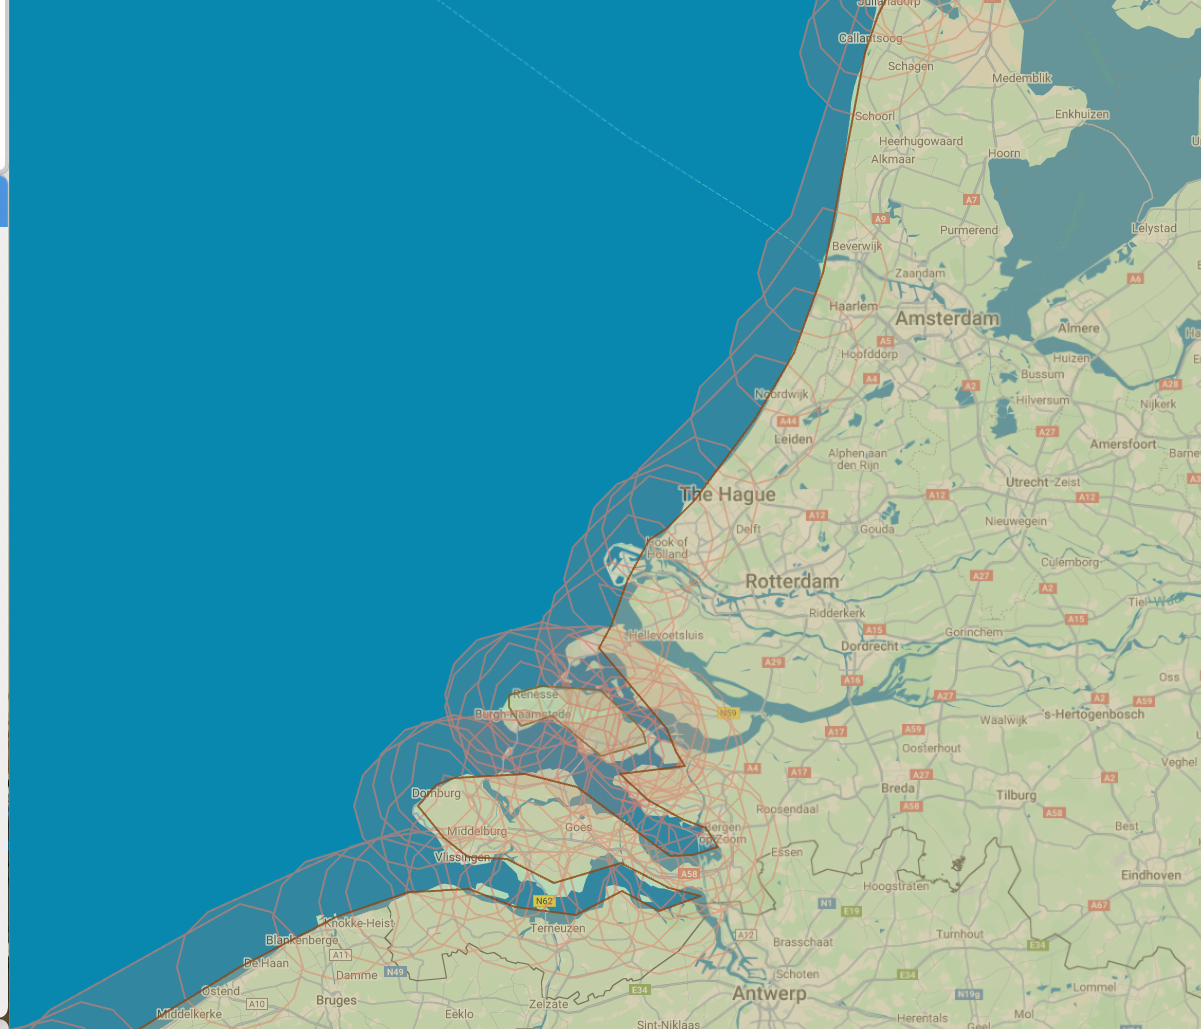 Julianadorp
Callantsoog
Schagen
Medemblik
Schoorl
Enkhuizen
Heerhugowaard
Alkmaar
Hoorn
A7
A9
Purmerend
Lelystad
Beverwijk
Zaandam
A6
Haarlem
Amsterdam
Almere
A5
Hoofddorp
Huizen
Bussum
A4
A2
A28
Noordwijk
Hilversum
Nijkerk
A44
A27
Leiden
Amersfoort
Alphen aan
den Rijn
Barne
Utrecht
Zeist
The Hague
A12
A12
A12
Nieuwegein
Delft
Gouda
Hook of
Holland
Culemborg
Rotterdam
A27
A2
Tiel
Waal
Ridderkerk
A15
A15
Gorinchem
Hellevoetsluis
Dordrecht
A29
A16
Oss
Renesse
A27
A2
A59
Burgh-Haamstede
N59
Waalwijk
's-Hertogenbosch
A17
A59
Oosterhout
Veghel
A4
A17
A27
A2
Breda
Tilburg
Domburg
A58
Roosendaal
A58
Middelburg
Goes
Bergen
op Zoom
Best
Essen
Vlissingen
A58
Eindhoven
Hoogstraten
N62
N1
E19
A67
Knokke-Heist
Terneuzen
A12
Turnhout
Blankenberge
Brasschaat
E34
A11
De Haan
Damme
N49
Schoten
E34
Lommel
Ostend
E34
Antwerp
N19g
A10
Bruges
Zelzate
Middelkerke
Eeklo
Herentals
Mol
Sint-Niklaas
Geel